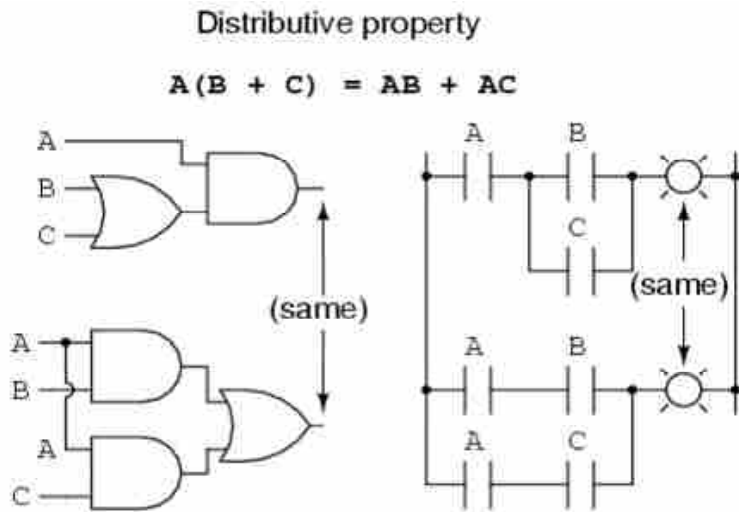 Distributive property
A(B + C) = AB + AC
A
B
C
(same)
A
B
A
C
A
B
C
(same)
A
B
A
C